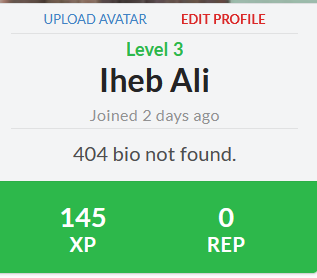 UPLOAD AVATAR EDIT PROFILE
Level 3
Iheb Ali
Joined 2 days ago
404 bio not found.
145 0
XP REP